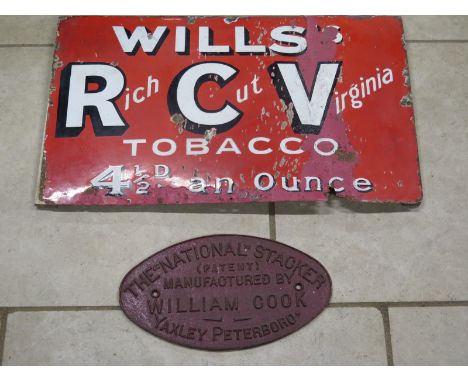 WILLS'S
Rich Cut Virginia
TOBACCO
4½D an Ounce
THE "NATIONAL" STACKER
(PATENT)
MANUFACTURED BY
WILLIAM COOK
YAXLEY PETERBORO'